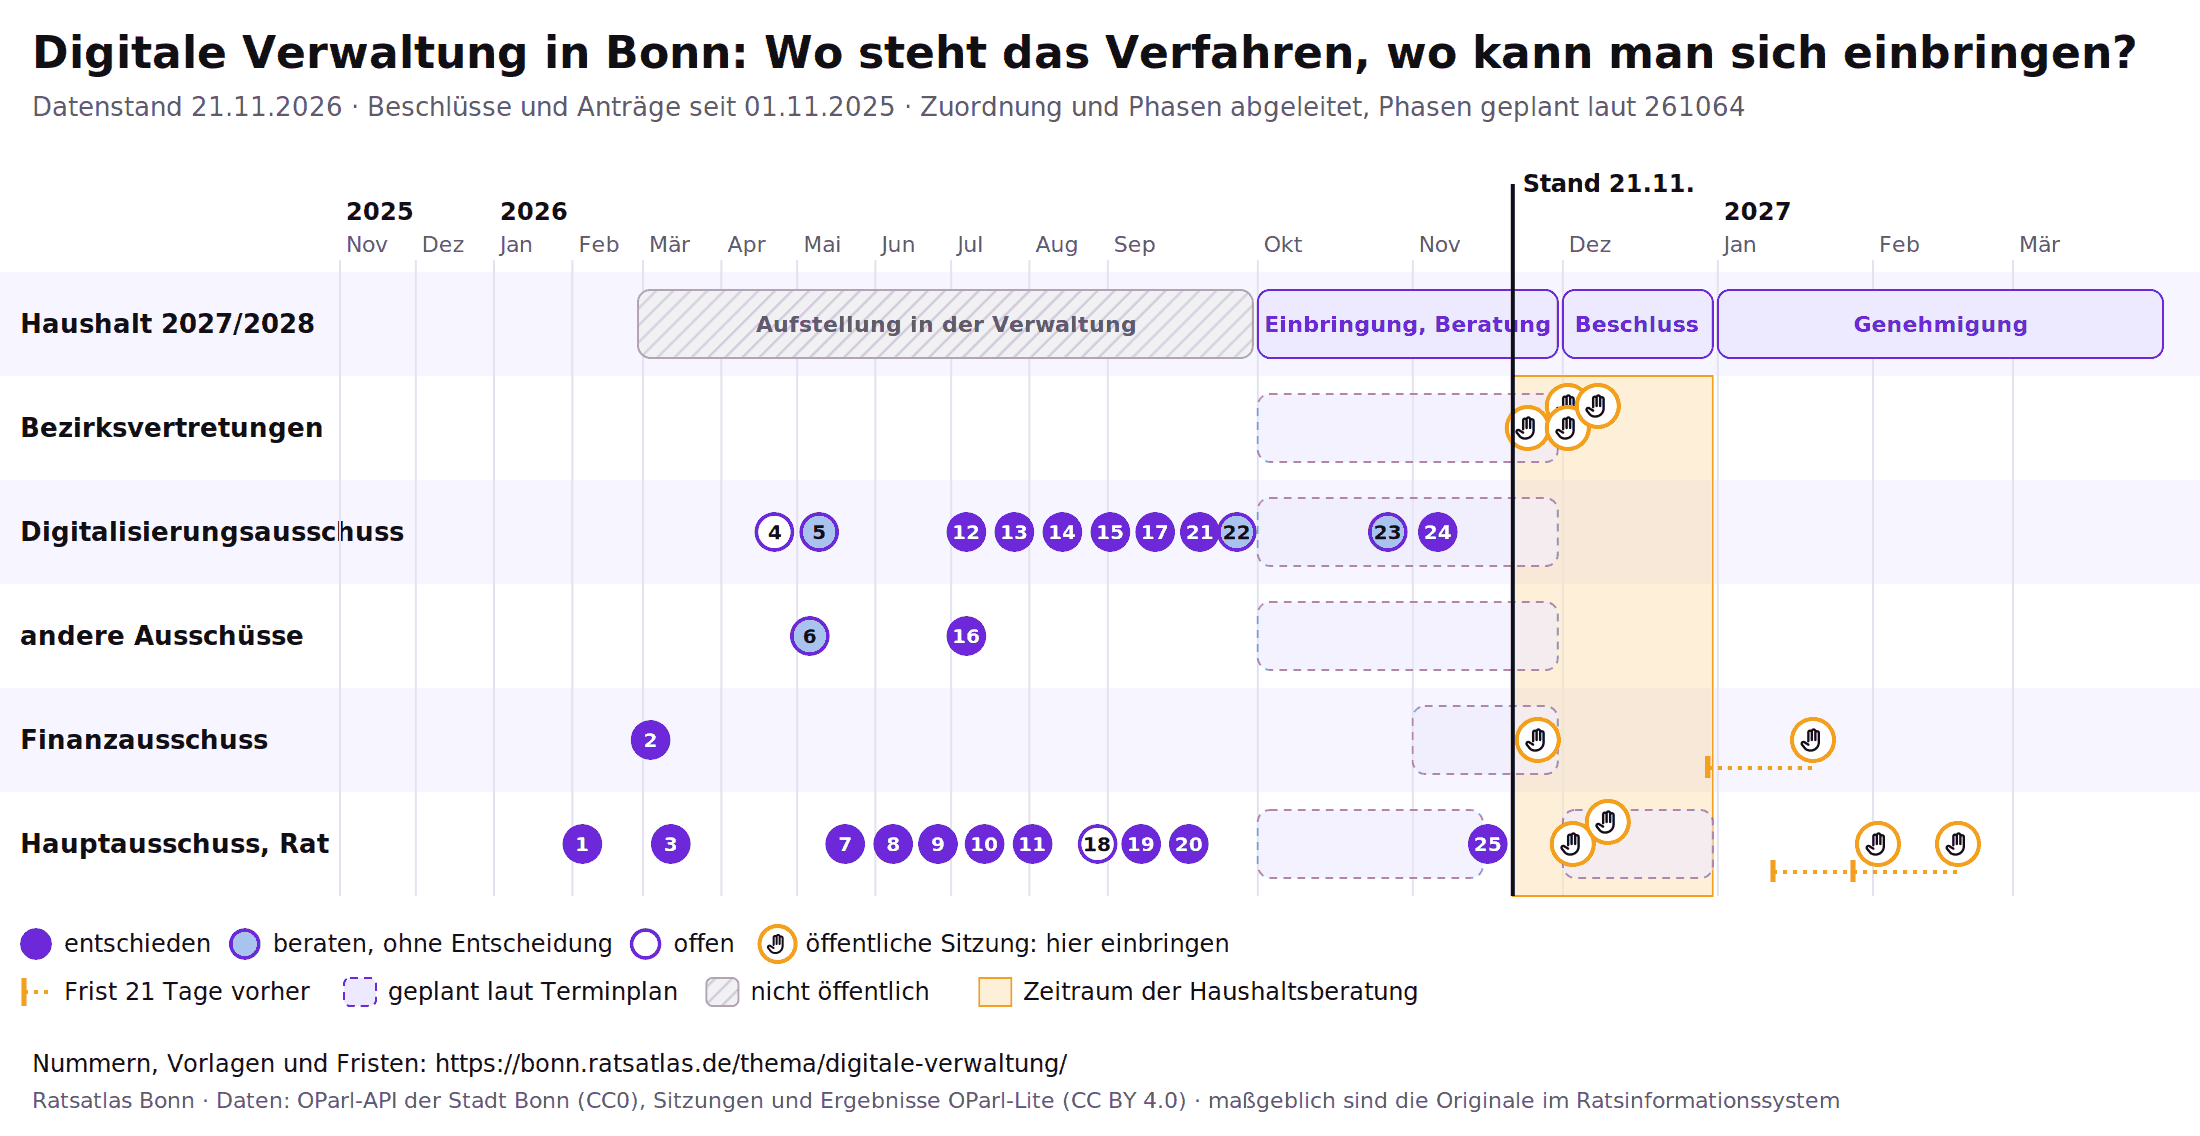 Digitale Verwaltung in Bonn: Wo steht das Verfahren, wo kann man sich einbringen?
Datenstand 21.11.2026 · Beschlüsse und Anträge seit 01.11.2025 · Zuordnung und Phasen abgeleitet, Phasen geplant laut 261064
Stand 21.11.
2025 2026 2027
Nov Dez Jan Feb Mär Apr Mai Jun Jul Aug Sep Okt Nov Dez Jan Feb Mär
Haushalt 2027/2028 Aufstellung in der Verwaltung Einbringung, Beratung Beschluss Genehmigung
Bezirksvertretungen
Digitalisierungsausschuss 4 5 12 13 14 15 17 21 22 23 24
andere Ausschüsse 6 16
Finanzausschuss 2
Hauptausschuss, Rat 1 3 7 8 9 10 11 18 19 20 25
entschieden beraten, ohne Entscheidung offen öffentliche Sitzung: hier einbringen
Frist 21 Tage vorher geplant laut Terminplan nicht öffentlich Zeitraum der Haushaltsberatung
Nummern, Vorlagen und Fristen: https://bonn.ratsatlas.de/thema/digitale-verwaltung/
Ratsatlas Bonn · Daten: OParl-API der Stadt Bonn (CC0), Sitzungen und Ergebnisse OParl-Lite (CC BY 4.0) · maßgeblich sind die Originale im Ratsinformationssystem